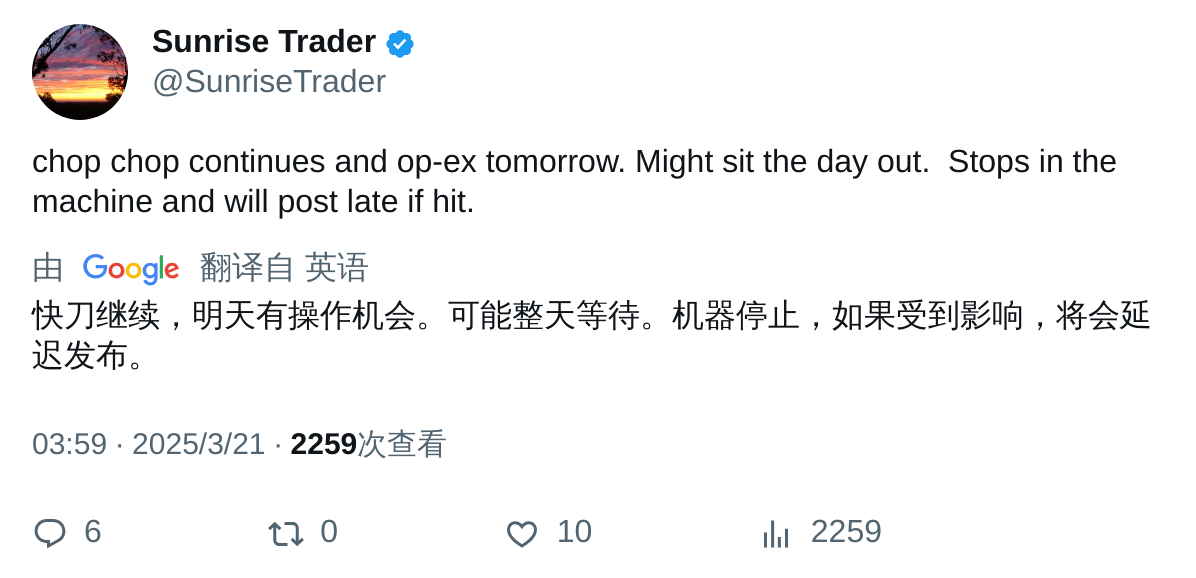 Sunrise Trader
@SunriseTrader
chop chop continues and op-ex tomorrow. Might sit the day out.  Stops in the
machine and will post late if hit.
由 Google 翻译自 英语
快刀继续，明天有操作机会。可能整天等待。机器停止，如果受到影响，将会延
迟发布。
03:59 · 2025/3/21 · 2259次查看
6 0 10 2259